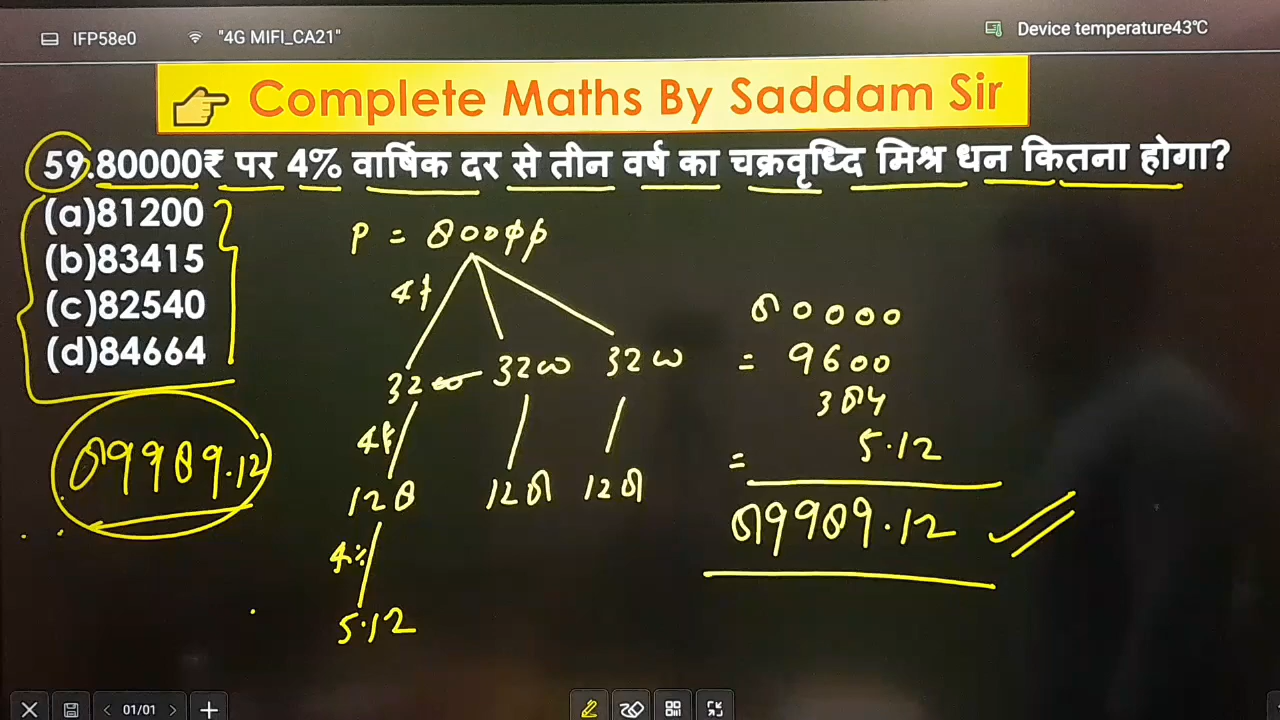 IFP58e0 "4G MIFI_CA21" Device temperature43℃
Complete Maths By Saddam Sir
59.80000₹ पर 4% वार्षिक दर से तीन वर्ष का चक्रवृध्दि मिश्र धन कितना होगा?
(a)81200
(b)83415
(c)82540
(d)84664
89989.12
P = 80000
4%
3200 3200 3200
4%
128 128 128
4%
5.12
80000
= 9600
384
5.12
=
89989.12
01/01